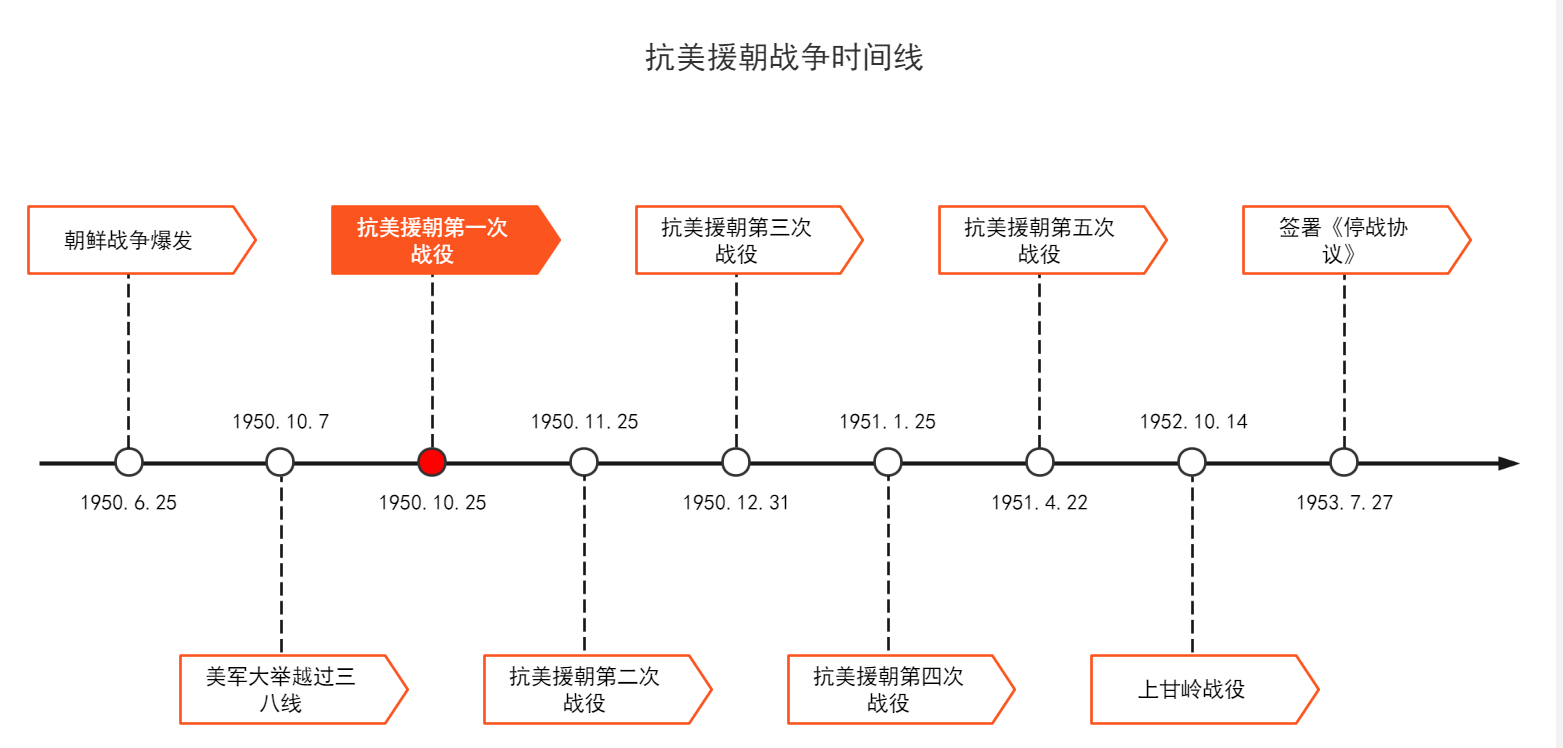 抗美援朝战争时间线
朝鲜战争爆发
抗美援朝第一次
战役
抗美援朝第三次
战役
抗美援朝第五次
战役
签署《停战协
议》
1950.10.7
1950.11.25
1951.1.25
1952.10.14
1950.6.25
1950.10.25
1950.12.31
1951.4.22
1953.7.27
美军大举越过三
八线
抗美援朝第二次
战役
抗美援朝第四次
战役
上甘岭战役